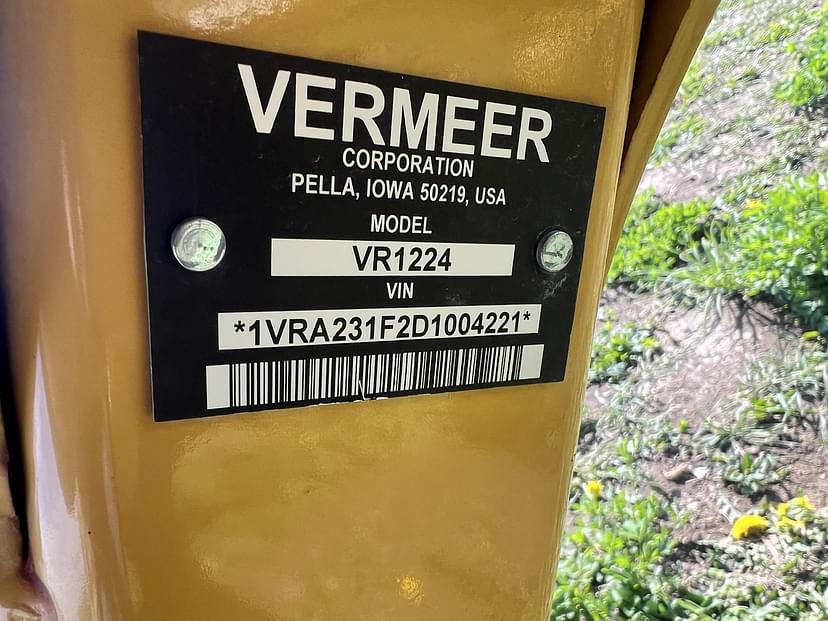 VERMEER
CORPORATION
PELLA, IOWA 50219, USA
MODEL
VR1224
VIN
*1VRA231F2D1004221*